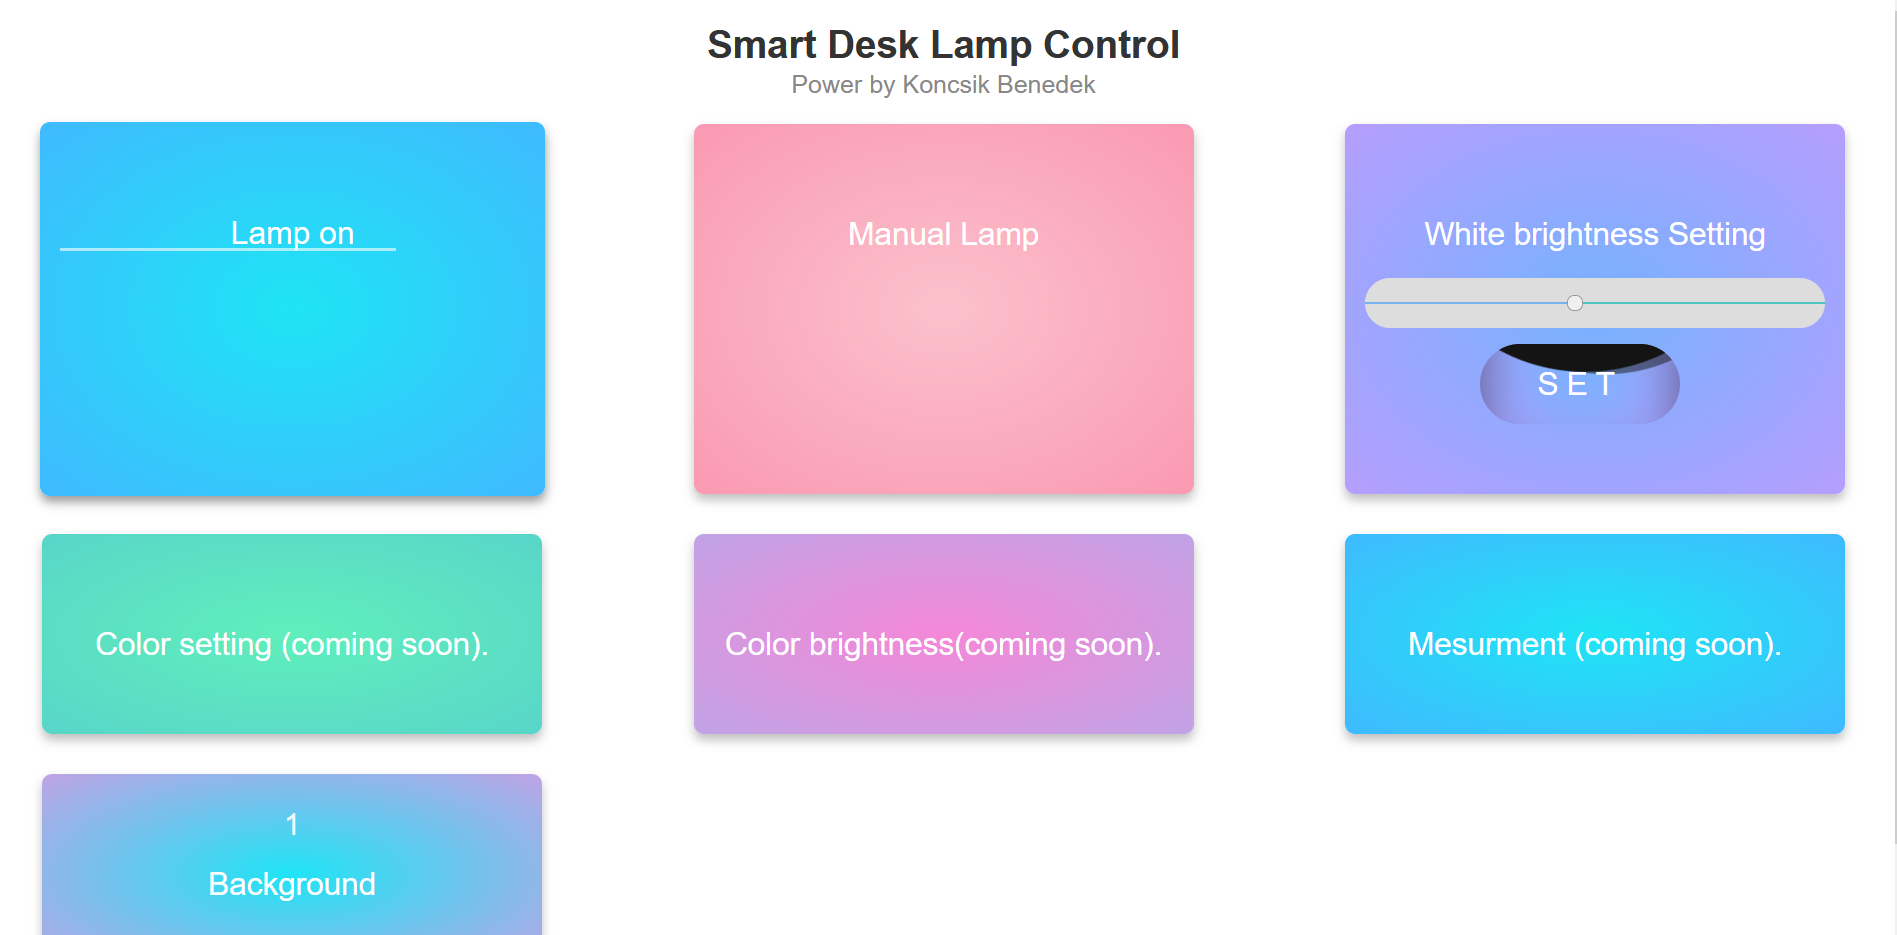 Smart Desk Lamp Control
Power by Koncsik Benedek
Lamp on
Manual Lamp
White brightness Setting
SET
Color setting (coming soon).
Color brightness(coming soon).
Mesurment (coming soon).
1
Background